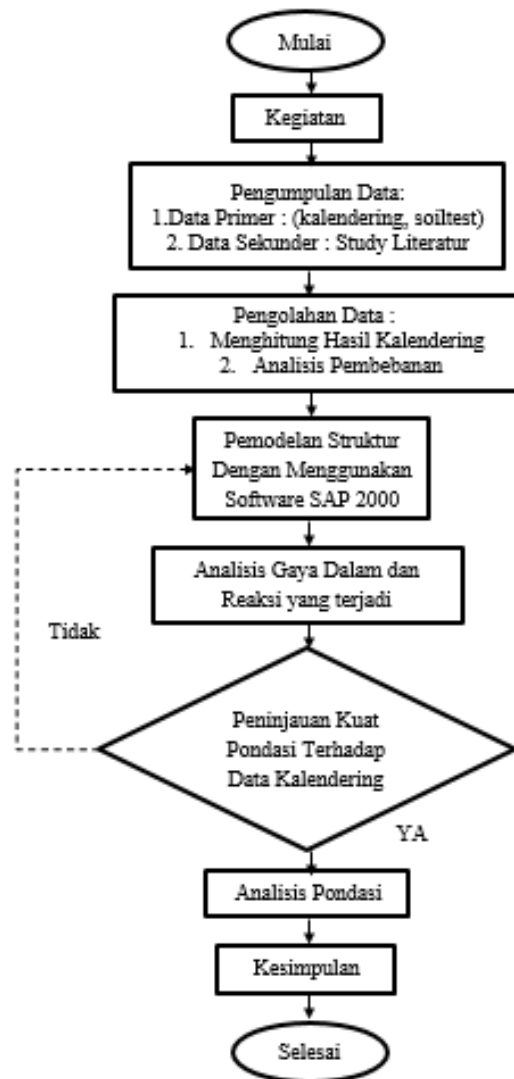 Mulai
Kegiatan
Pengumpulan Data:
1.Data Primer : (kalendering, soiltest)
2. Data Sekunder : Study Literatur
Pengolahan Data :
1. Menghitung Hasil Kalendering
2. Analisis Pembebanan
Pemodelan Struktur
Dengan Menggunakan
Software SAP 2000
Analisis Gaya Dalam dan
Reaksi yang terjadi
Tidak
Peninjauan Kuat
Pondasi Terhadap
Data Kalendering
YA
Analisis Pondasi
Kesimpulan
Selesai